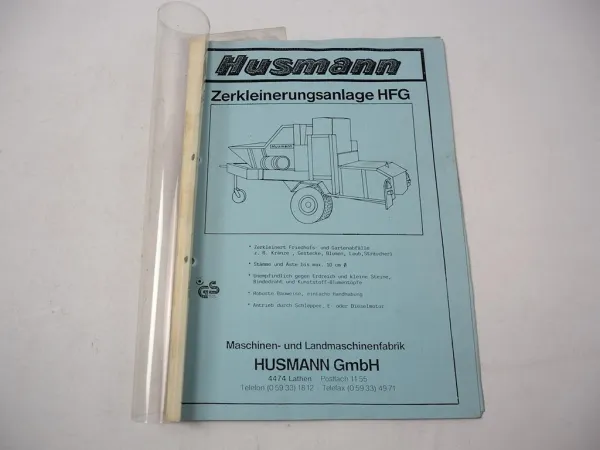 Husmann
Zerkleinerungsanlage HFG
HUSMANN
* Zerkleinert Friedhofs- und Gartenabfälle
z. B. Kränze, Gestecke, Blumen, Laub,
* Stämme und Äste bis max. 10 cm Ø
* Unempfindlich gegen Erdreich und kleine Steine,
Bindedraht und Kunststoff-Blumentöpfe
* Robuste Bauweise, einfache Handhabung
* Antrieb durch Schlepper, E- oder Dieselmotor
GS
Maschinen- und Landmaschinenfabrik
HUSMANN GmbH
4474 Lathen Postfach 11 55
Telefon (0 59 33) 18 12 · Telefax (0 59 33) 49 71